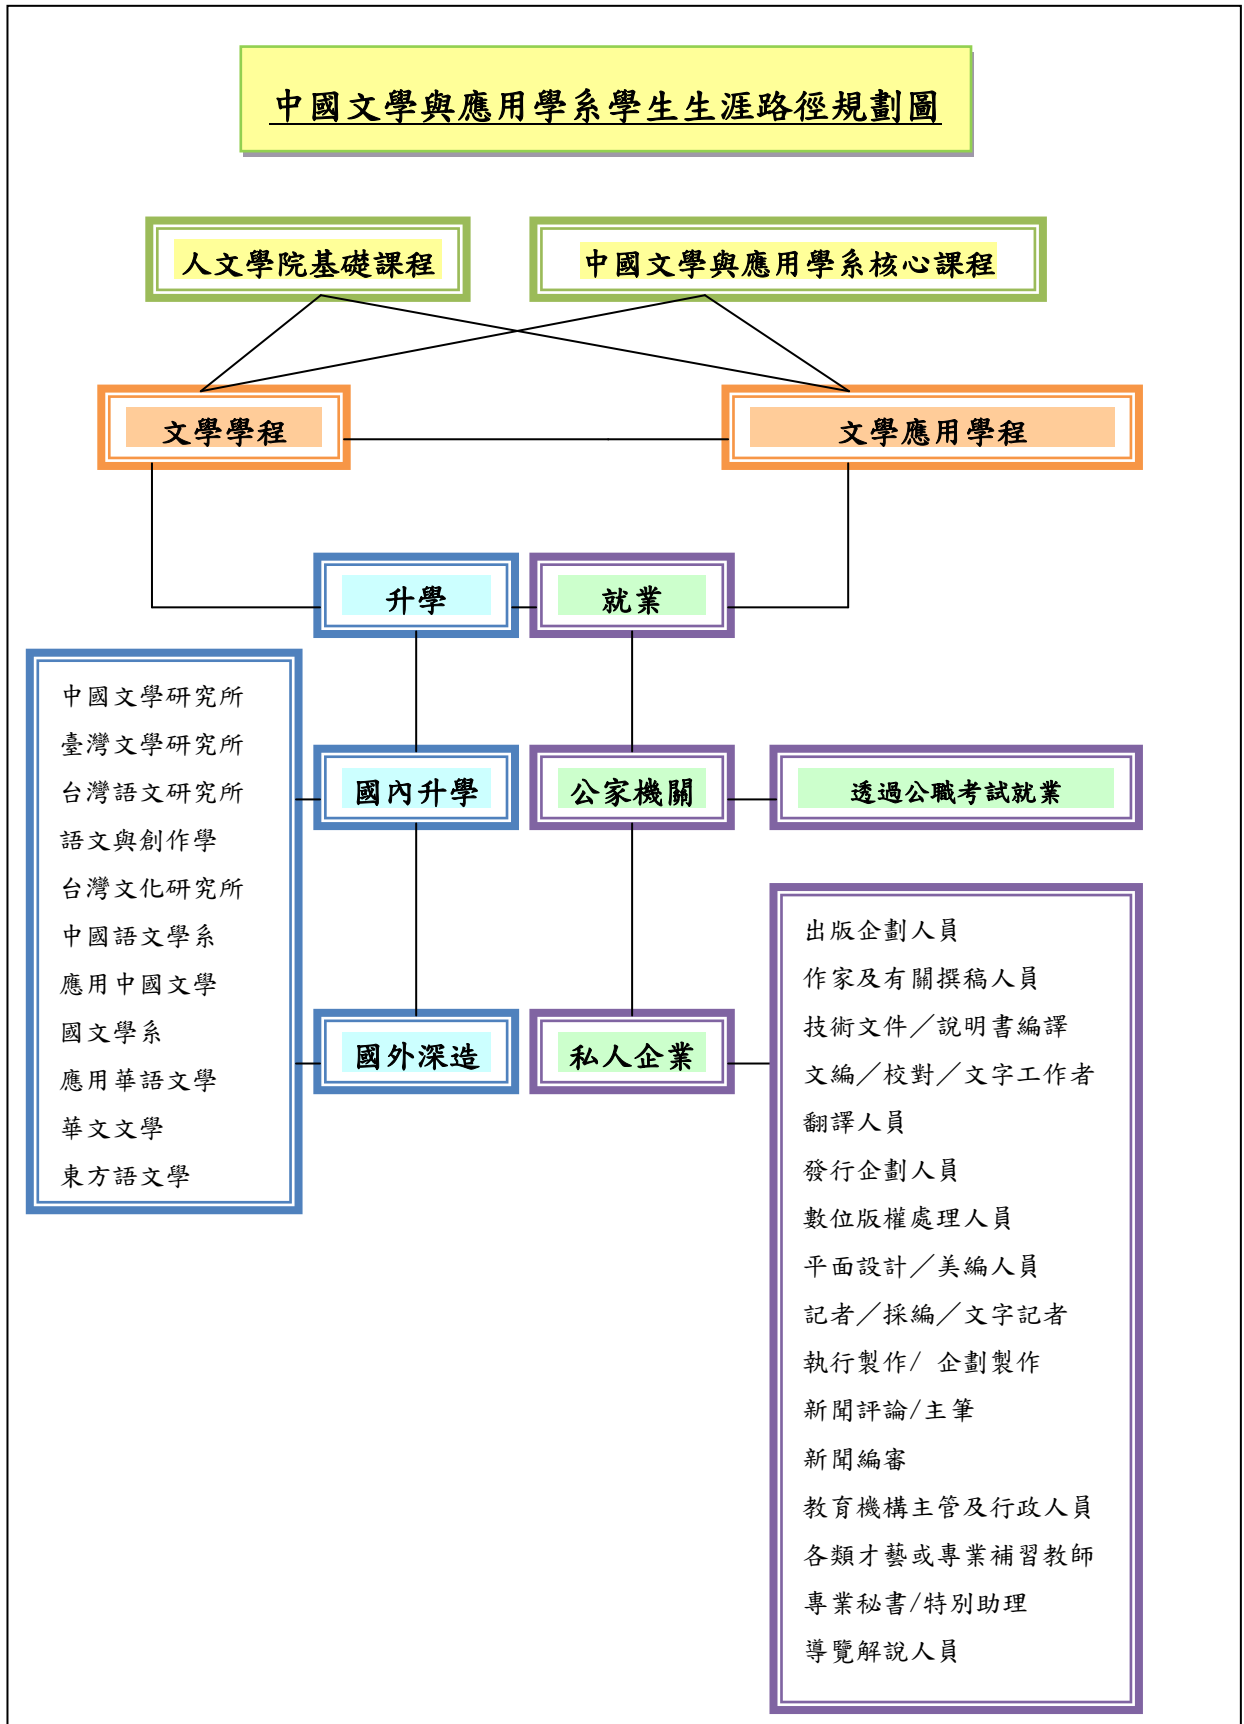 中國文學與應用學系學生生涯路徑規劃圖
人文學院基礎課程
中國文學與應用學系核心課程
文學學程
文學應用學程
升學
就業
中國文學研究所
臺灣文學研究所
台灣語文研究所
語文與創作學
台灣文化研究所
中國語文學系
應用中國文學
國文學系
應用華語文學
華文文學
東方語文學
國內升學
公家機關
透過公職考試就業
國外深造
私人企業
出版企劃人員
作家及有關撰稿人員
技術文件／說明書編譯
文編／校對／文字工作者
翻譯人員
發行企劃人員
數位版權處理人員
平面設計／美編人員
記者／採編／文字記者
執行製作/ 企劃製作
新聞評論/主筆
新聞編審
教育機構主管及行政人員
各類才藝或專業補習教師
專業秘書/特別助理
導覽解說人員